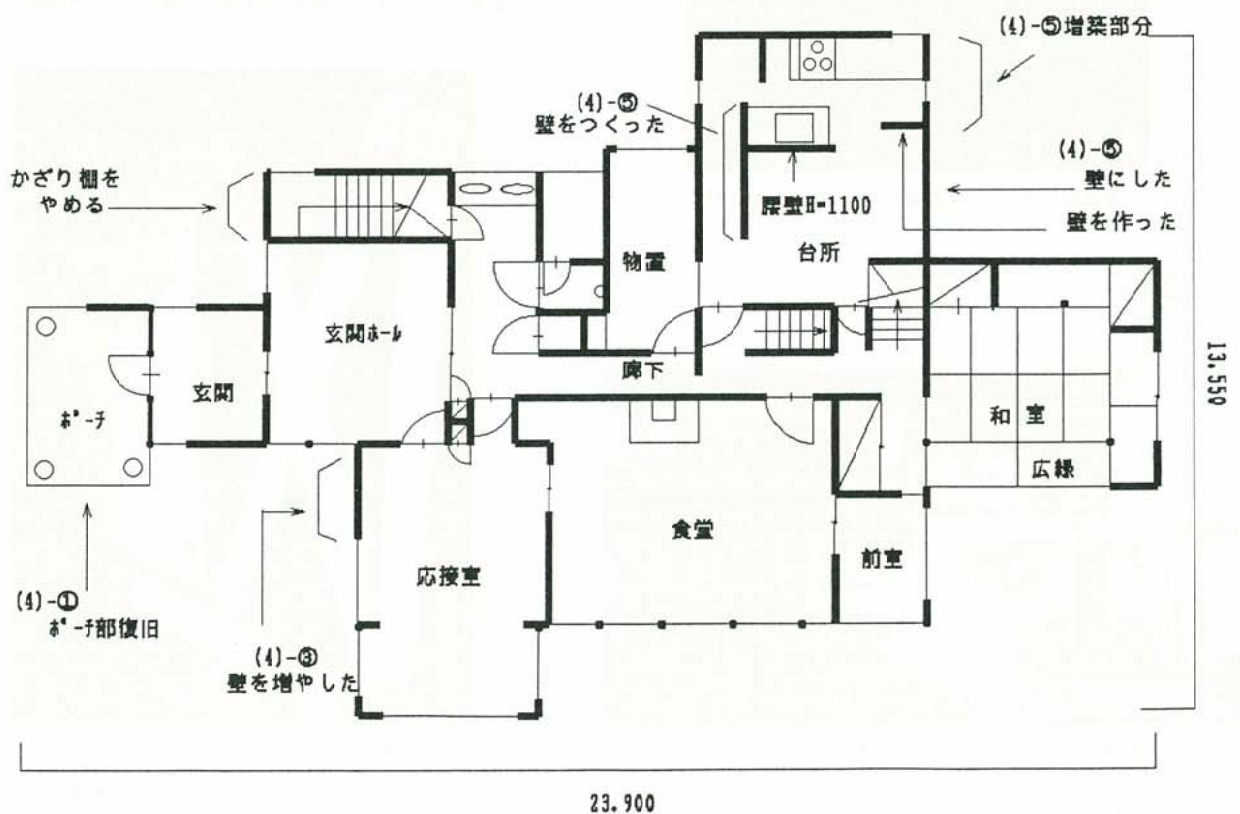 (4)-⑤増築部分
(4)-⑤
壁をつくった
(4)-⑤
壁にした
壁を作った
かざり棚を
やめる
腰壁H=1100
台所
物置
玄関ホール
廊下
玄関
ポーチ
和室
広縁
13.550
食堂
前室
応接室
(4)-①
ポーチ部復旧
(4)-③
壁を増やした
23.900